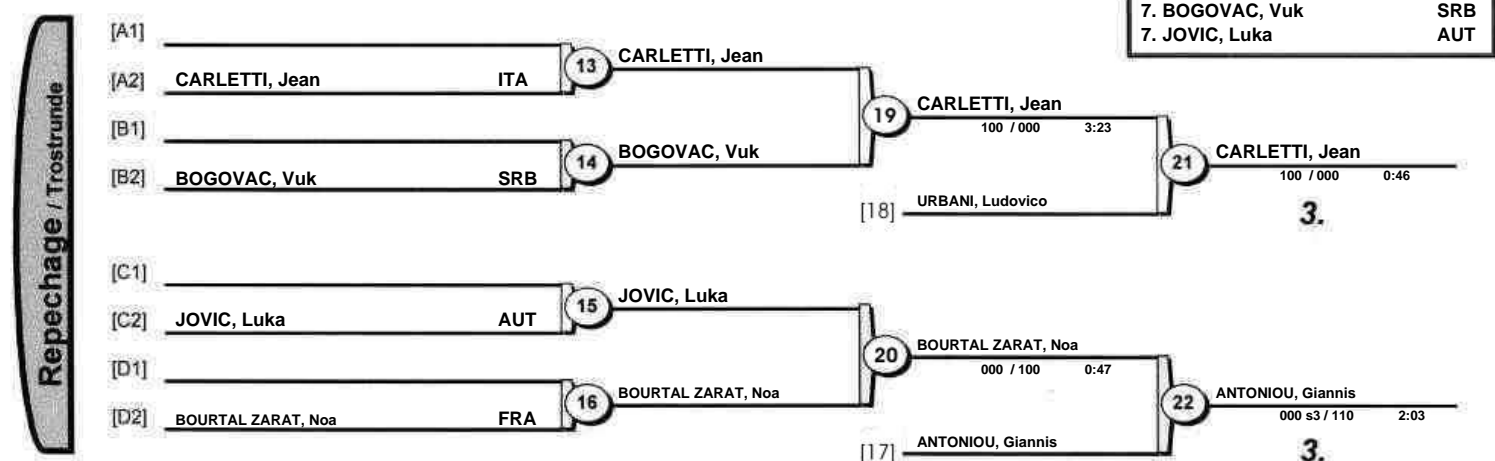 7. BOGOVAC, Vuk SRB
7. JOVIC, Luka AUT
Repechage / Trostrunde
[A1]
[A2] CARLETTI, Jean ITA
13 CARLETTI, Jean
[B1]
[B2] BOGOVAC, Vuk SRB
14 BOGOVAC, Vuk
19 CARLETTI, Jean
100 / 000 3:23
[18] URBANI, Ludovico
21 CARLETTI, Jean
100 / 000 0:46
3.
[C1]
[C2] JOVIC, Luka AUT
15 JOVIC, Luka
[D1]
[D2] BOURTAL ZARAT, Noa FRA
16 BOURTAL ZARAT, Noa
20 BOURTAL ZARAT, Noa
000 / 100 0:47
[17] ANTONIOU, Giannis
22 ANTONIOU, Giannis
000 s3 / 110 2:03
3.